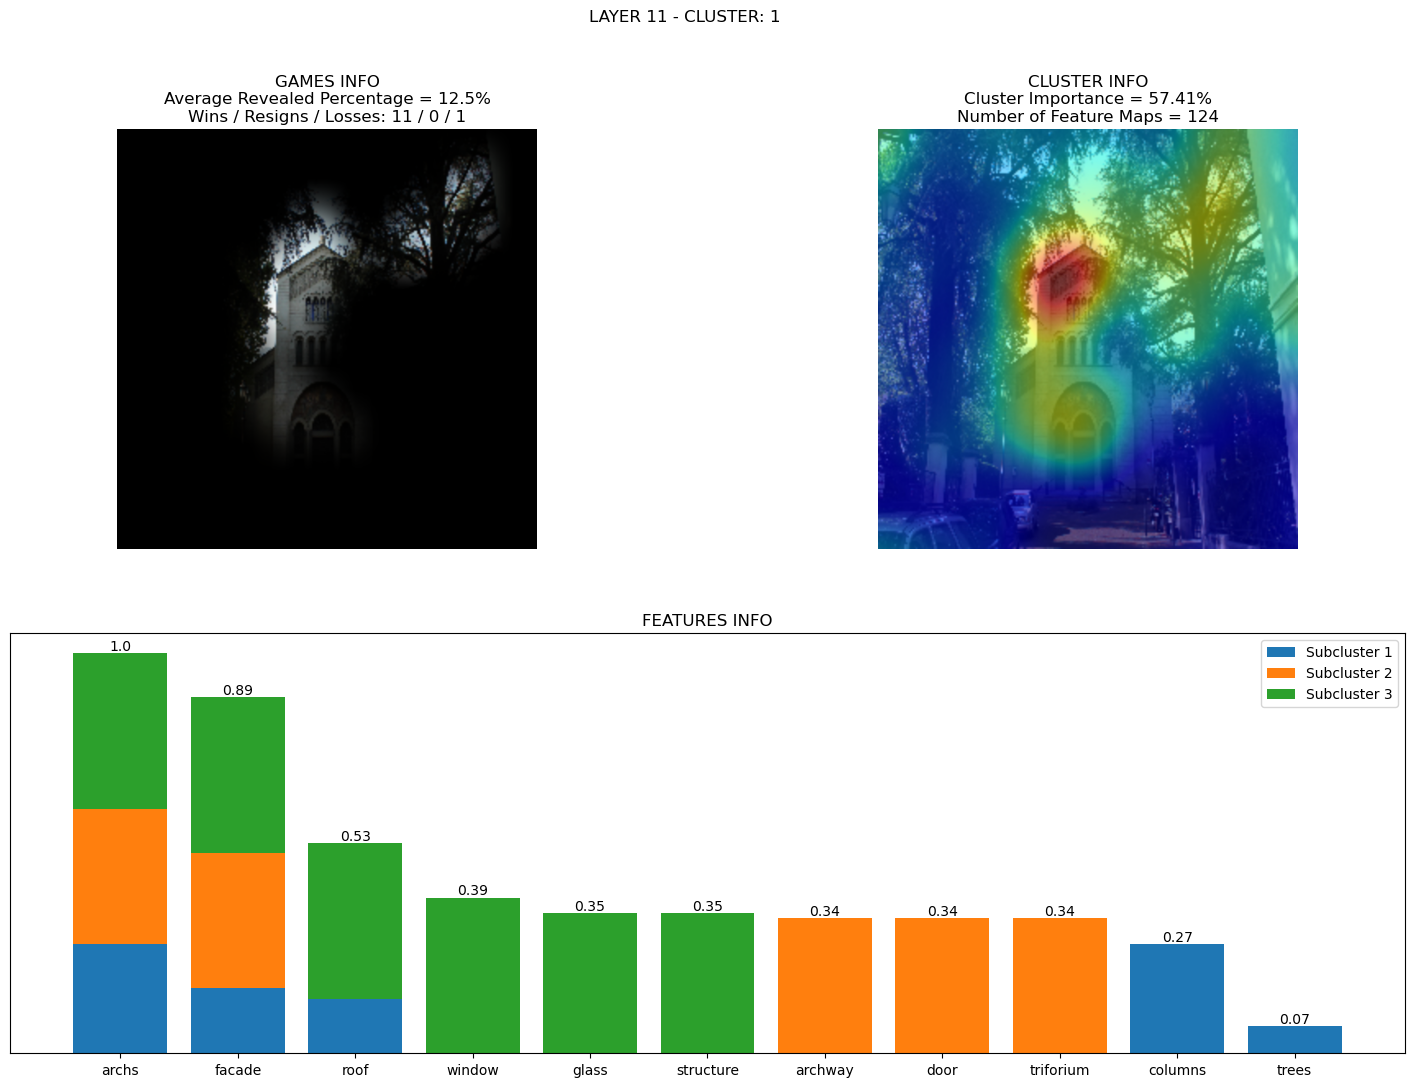 LAYER 11 - CLUSTER: 1
GAMES INFO
Average Revealed Percentage = 12.5%
Wins / Resigns / Losses: 11 / 0 / 1
CLUSTER INFO
Cluster Importance = 57.41%
Number of Feature Maps = 124
FEATURES INFO
Subcluster 1
Subcluster 2
Subcluster 3
1.0
0.89
0.53
0.39
0.35
0.35
0.34
0.34
0.34
0.27
0.07
archs
facade
roof
window
glass
structure
archway
door
triforium
columns
trees